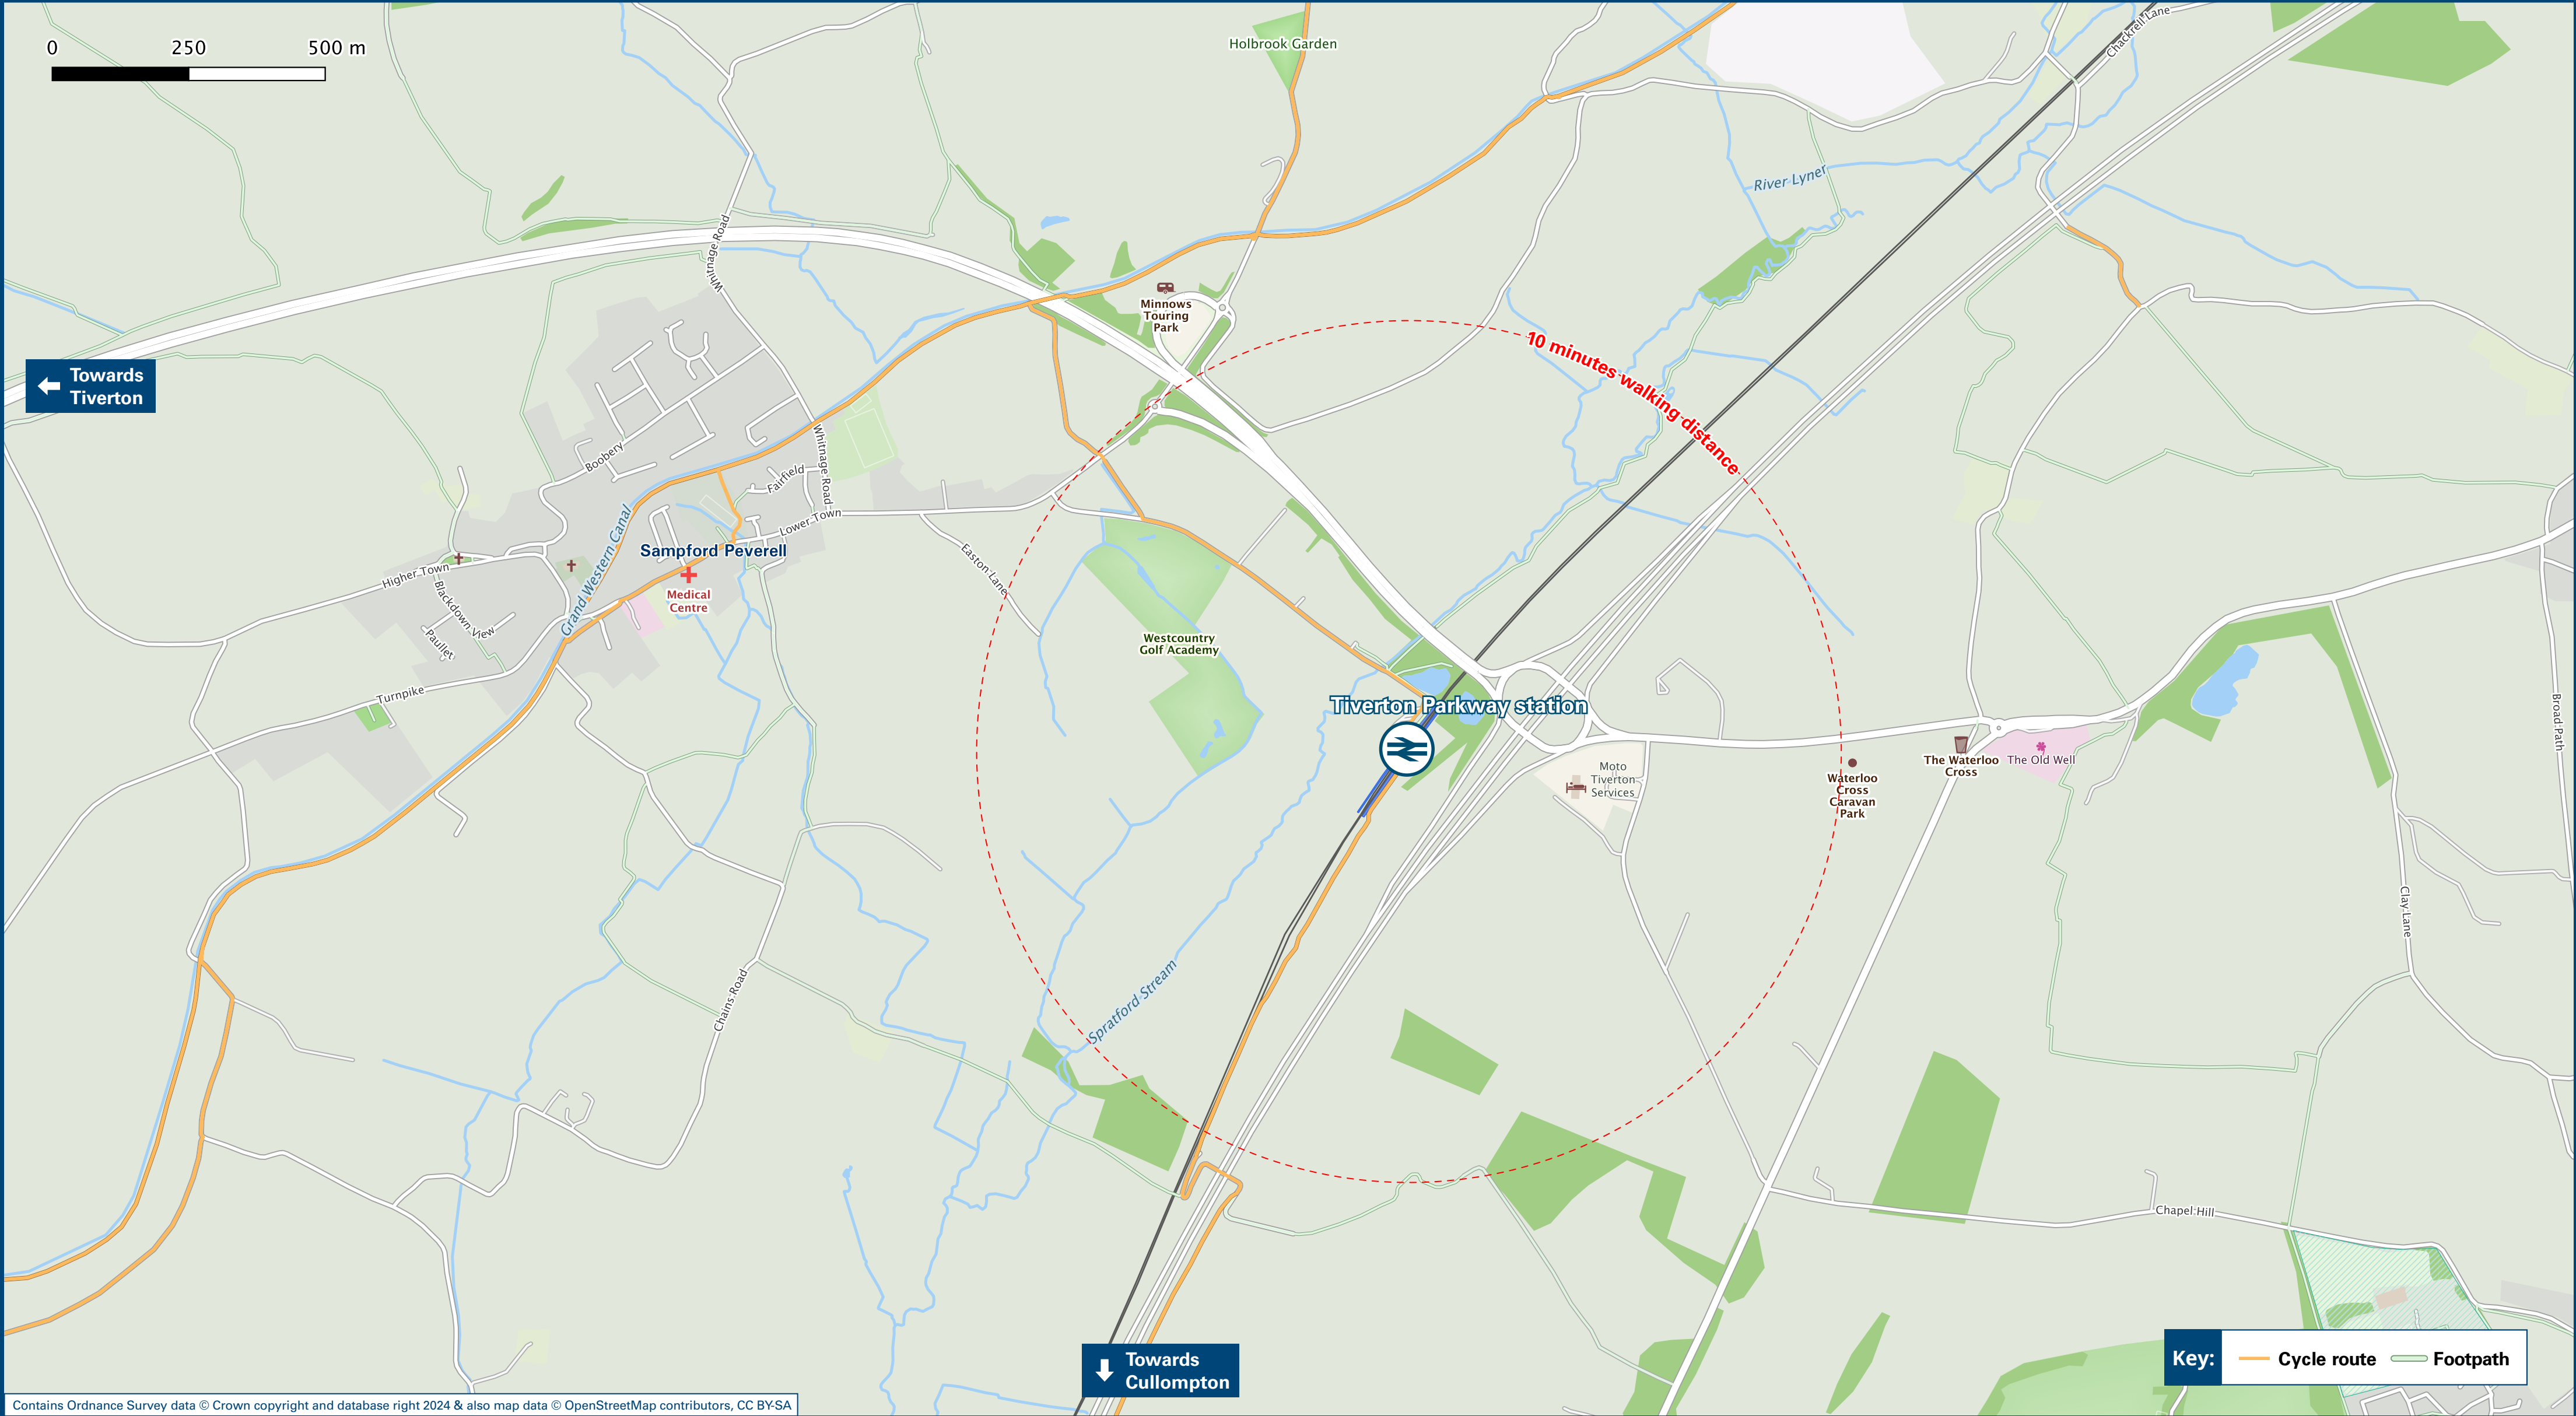 0 250 500 m
Holbrook Garden
Chackrell Lane
River Lyner
Whitnage Road
Minnows
Touring
Park
10 minutes walking distance
Towards
Tiverton
Boobery
Whitnage Road
Fairfield
Lower Town
Grand Western Canal
Sampford Peverell
Medical
Centre
Higher Town
Blackdown View
Paullet
Turnpike
Easton Lane
Westcountry
Golf Academy
Tiverton Parkway station
Moto
Tiverton
Services
Waterloo
Cross
Caravan
Park
The Waterloo
Cross
The Old Well
Broad Path
Clay Lane
Chains Road
Spratford Stream
Chapel Hill
Towards
Cullompton
Key: Cycle route Footpath
Contains Ordnance Survey data © Crown copyright and database right 2024 & also map data © OpenStreetMap contributors, CC BY-SA